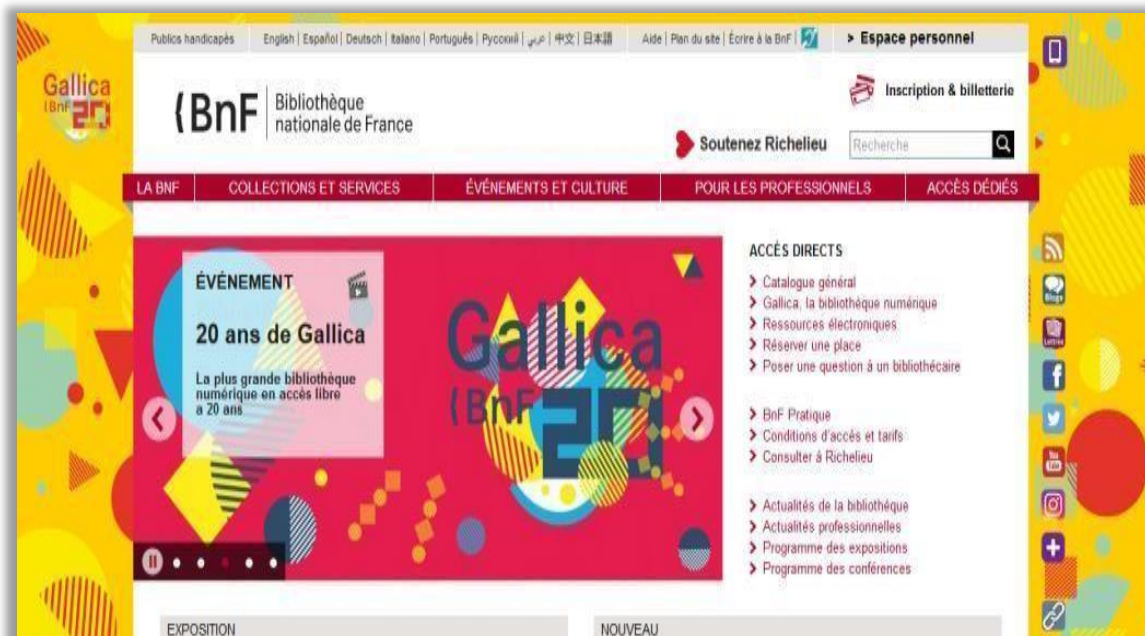 Publics handicapés English | Español | Deutsch | Italiano | Português | Русский | عربي | 中文 | 日本語 Aide | Plan du site | Écrire à la BnF | > Espace personnel
Gallica
(BnF 20
{BnF | Bibliothèque
nationale de France
Inscription & billetterie
Soutenez Richelieu
Recherche
LA BNF COLLECTIONS ET SERVICES ÉVÉNEMENTS ET CULTURE POUR LES PROFESSIONNELS ACCÈS DÉDIÉS
ÉVÉNEMENT
20 ans de Gallica
La plus grande bibliothèque
numérique en accès libre
a 20 ans
Gallica
(BnF 20
ACCÈS DIRECTS
Catalogue général
Gallica, la bibliothèque numérique
Ressources électroniques
Réserver une place
Poser une question à un bibliothécaire
BnF Pratique
Conditions d'accès et tarifs
Consulter à Richelieu
Actualités de la bibliothèque
Actualités professionnelles
Programme des expositions
Programme des conférences
Blogs
Lettres
You
Tube
EXPOSITION
NOUVEAU